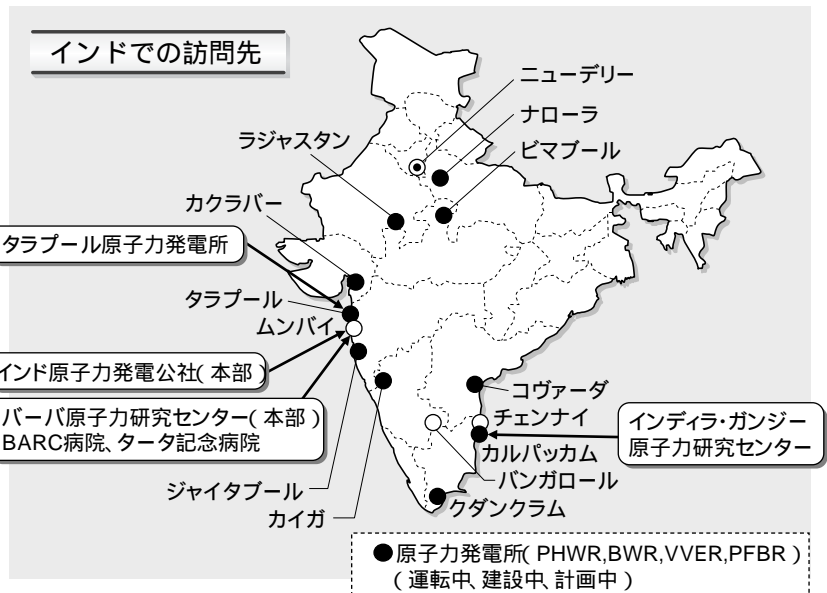 インドでの訪問先
ニューデリー
ナローラ
ビマブール
ラジャスタン
カクラパー
タラプール原子力発電所
タラプール
ムンバイ
インド原子力発電公社(本部)
バーバ原子力研究センター(本部)
BARC病院、タータ記念病院
コヴァーダ
チェンナイ
インディラ・ガンジー
原子力研究センター
カルパッカム
バンガロール
ジャイタブール
カイガ
クダンクラム
●原子力発電所(PHWR,BWR,VVER,PFBR)
(運転中、建設中、計画中)